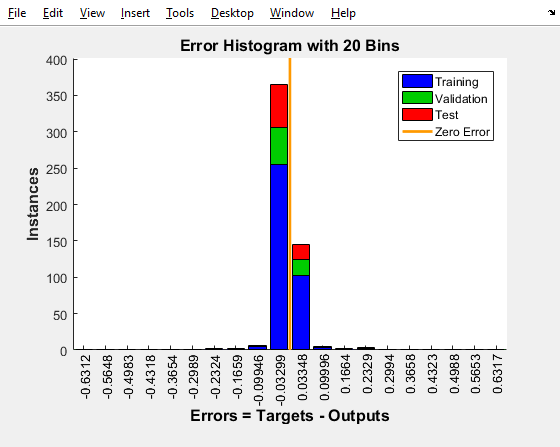 File Edit View Insert Tools Desktop Window Help
Error Histogram with 20 Bins
400
350
300
250
200
150
100
50
0
Instances
Training
Validation
Test
Zero Error
-0.6312 -0.5648 -0.4983 -0.4318 -0.3654 -0.2989 -0.2324 -0.1659 -0.09946 -0.03299 0.03348 0.09996 0.1664 0.2329 0.2994 0.3658 0.4323 0.4988 0.5653 0.6317
Errors = Targets - Outputs